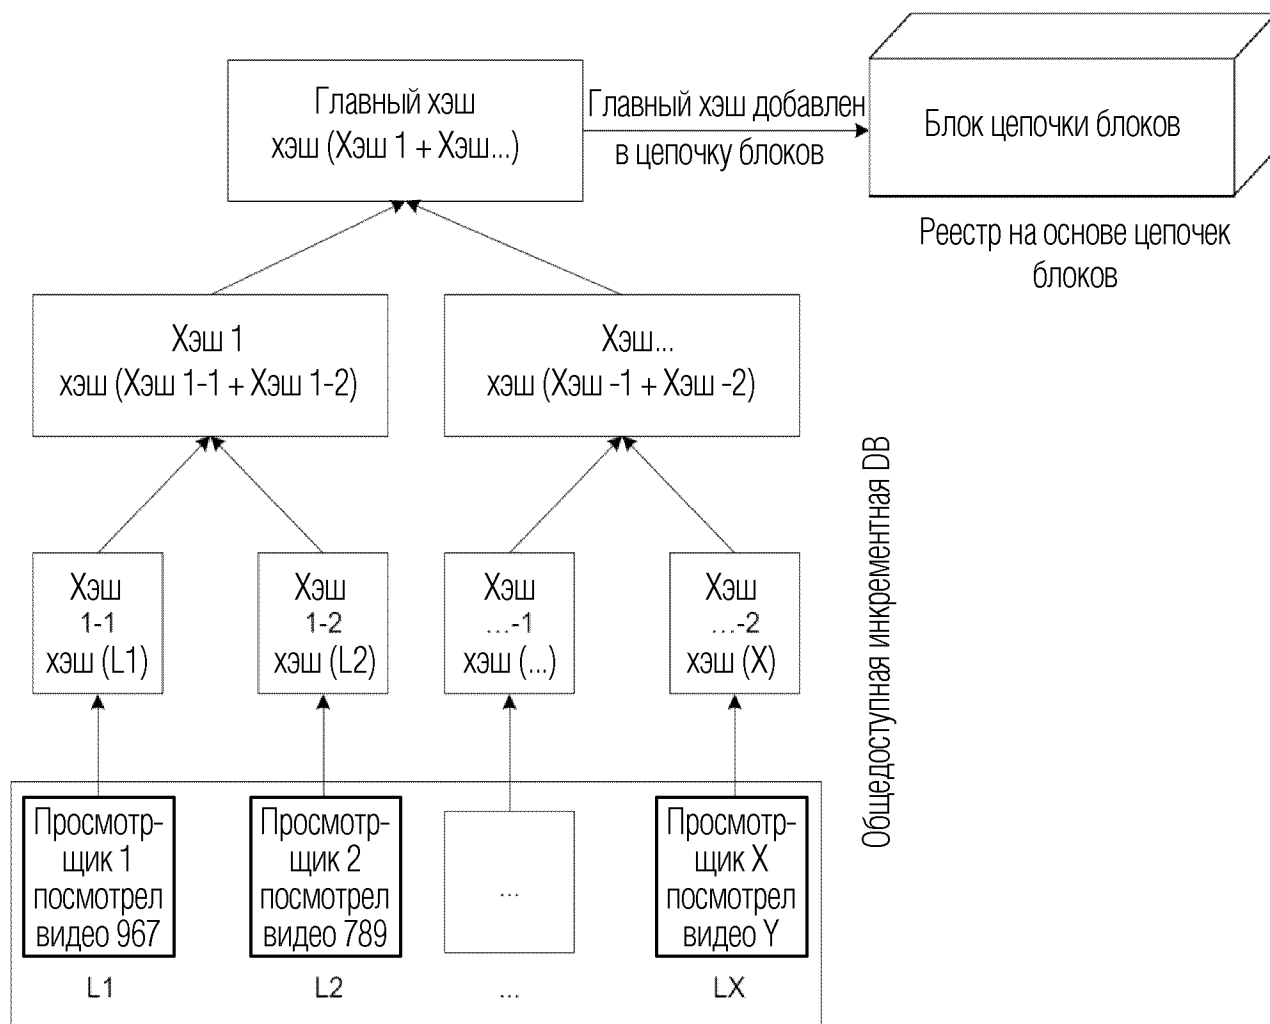 Главный хэш
хэш (Хэш 1 + Хэш...)
Главный хэш добавлен
в цепочку блоков
Блок цепочки блоков
Реестр на основе цепочек
блоков
Хэш 1
хэш (Хэш 1-1 + Хэш 1-2)
Хэш...
хэш (Хэш -1 + Хэш -2)
Хэш
1-1
хэш (L1)
Хэш
1-2
хэш (L2)
Хэш
...-1
хэш (...)
Хэш
...-2
хэш (X)
Общедоступная инкрементная DB
Просмотр-
щик 1
посмотрел
видео 967
L1
Просмотр-
щик 2
посмотрел
видео 789
L2
...
...
Просмотр-
щик X
посмотрел
видео Y
LX